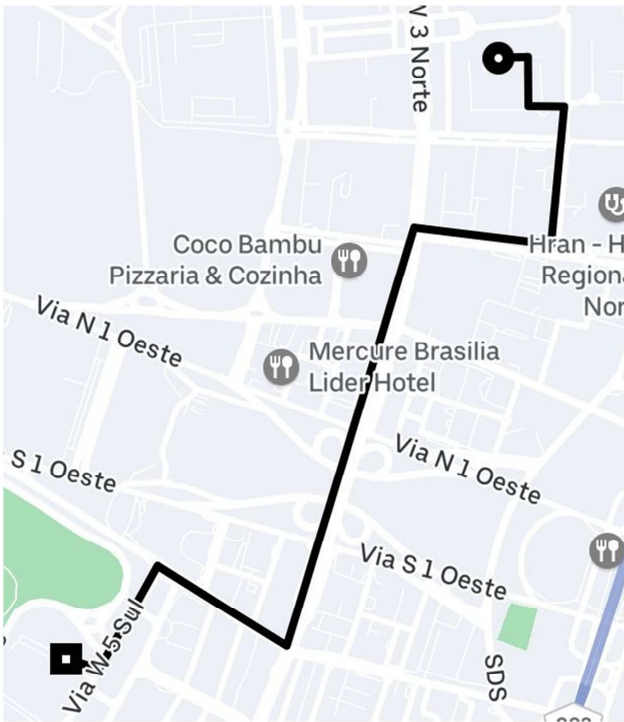 V 3 Norte
Coco Bambu
Pizzaria & Cozinha
Hran - H
Regiona
Nor
Via N 1 Oeste
Mercure Brasilia
Lider Hotel
S 1 Oeste
Via N 1 Oeste
Via S 1 Oeste
Via W 5 Sul
SDS